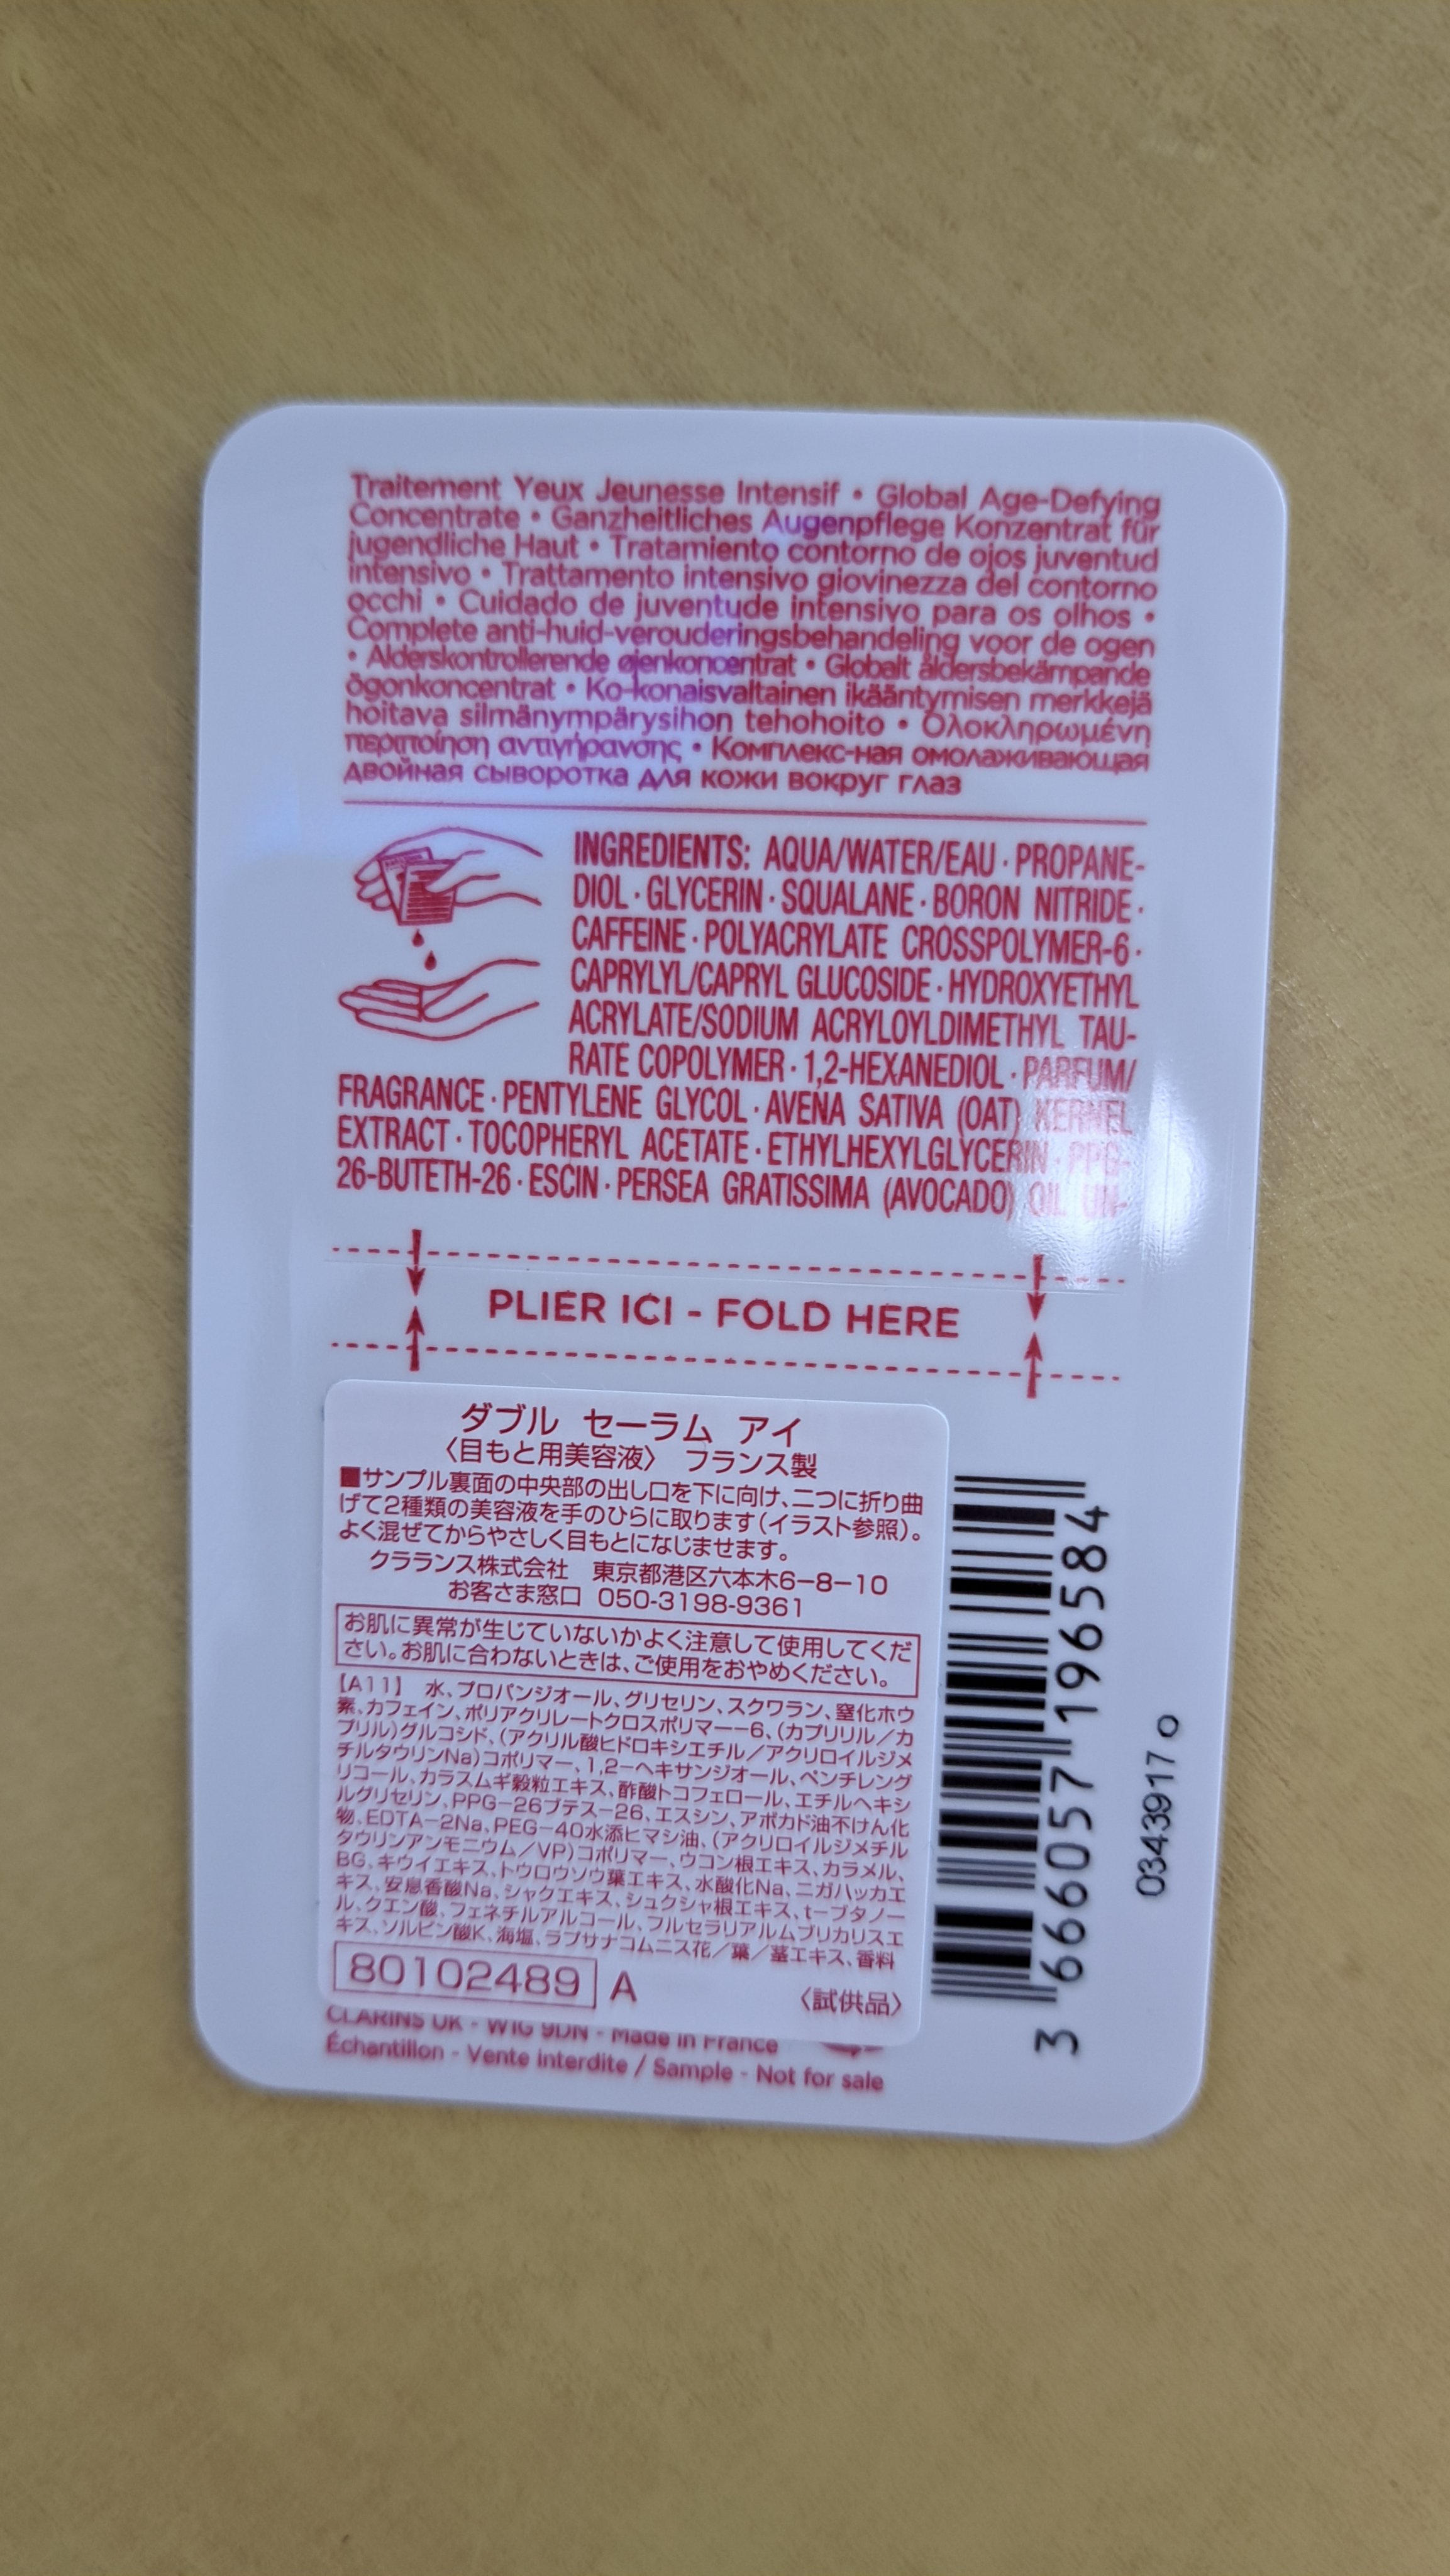 Traitement Yeux Jeunesse Intensif • Global Age-Defying
Concentrate • Ganzheitliches Augenpflege Konzentrat für
jugendliche Haut • Tratamiento contorno de ojos juventud
intensivo • Trattamento intensivo giovinezza del contorno
occhi • Cuidado de juventude intensivo para os olhos •
Complete anti-huid-verouderingsbehandeling voor de ogen
• Alderskontrollerende øjenkoncentrat • Globalt åldersbekämpande
ögonkoncentrat • Ko-konaisvaltainen ikääntymisen merkkejä
hoitava silmänympärysihon tehohoito • Ολοκληρωμένη
περιποίηση αντιγήρανσης • Комплекс-ная омолаживающая
двойная сыворотка для кожи вокруг глаз
INGREDIENTS: AQUA/WATER/EAU · PROPANE-
DIOL · GLYCERIN · SQUALANE · BORON NITRIDE ·
CAFFEINE · POLYACRYLATE CROSSPOLYMER-6 ·
CAPRYLYL/CAPRYL GLUCOSIDE · HYDROXYETHYL
ACRYLATE/SODIUM ACRYLOYLDIMETHYL TAU-
RATE COPOLYMER · 1,2-HEXANEDIOL · PARFUM/
FRAGRANCE · PENTYLENE GLYCOL · AVENA SATIVA (OAT) KERNEL
EXTRACT · TOCOPHERYL ACETATE · ETHYLHEXYLGLYCERIN · PPG-
26-BUTETH-26 · ESCIN · PERSEA GRATISSIMA (AVOCADO) OIL UN-
PLIER ICI - FOLD HERE
ダブル セーラム アイ
〈目もと用美容液〉 フランス製
■サンプル裏面の中央部の出し口を下に向け、二つに折り曲
げて2種類の美容液を手のひらに取ります(イラスト参照)。
よく混ぜてからやさしく目もとになじませます。
クラランス株式会社 東京都港区六本木6−8−10
お客さま窓口 050-3198-9361
お肌に異常が生じていないかよく注意して使用してくだ
さい。お肌に合わないときは、ご使用をおやめください。
【A11】 水、プロパンジオール、グリセリン、スクワラン、窒化ホウ
素、カフェイン、ポリアクリレートクロスポリマー−6、(カプリリル/カ
プリル)グルコシド、(アクリル酸ヒドロキシエチル/アクリロイルジメ
チルタウリンNa)コポリマー、1,2−ヘキサンジオール、ペンチレング
リコール、カラスムギ穀粒エキス、酢酸トコフェロール、エチルヘキシ
ルグリセリン、PPG−26ブテス−26、エスシン、アボカド油不けん化
物、EDTA−2Na、PEG−40水添ヒマシ油、(アクリロイルジメチル
タウリンアンモニウム/VP)コポリマー、ウコン根エキス、カラメル、
BG、キウイエキス、トウロウソウ葉エキス、水酸化Na、ニガハッカエ
キス、安息香酸Na、シャクエキス、シュクシャ根エキス、t−ブタノー
ル、クエン酸、フェネチルアルコール、フルセラリアルムブリカリスエ
キス、ソルビン酸K、海塩、ラプサナコムニス花/葉/茎エキス、香料
80102489 A
〈試供品〉
CLARINS UK - W1G 9DN - Made in France
Échantillon - Vente interdite / Sample - Not for sale
3 666057 196584
0343917 O